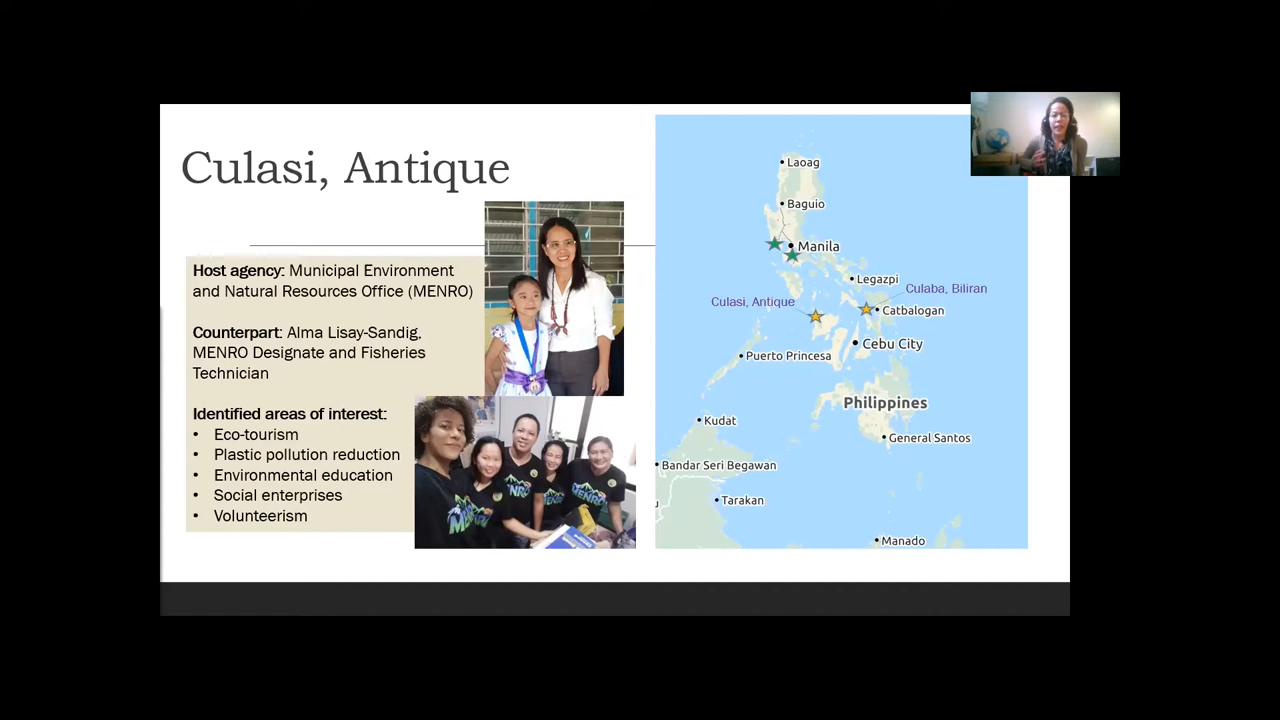 Culasi, Antique
Host agency: Municipal Environment
and Natural Resources Office (MENRO)
Counterpart: Alma Lisay-Sandig,
MENRO Designate and Fisheries
Technician
Identified areas of interest:
• Eco-tourism
• Plastic pollution reduction
• Environmental education
• Social enterprises
• Volunteerism
MENRO
MENRO
Laoag
Baguio
Manila
Legazpi
Culaba, Biliran
Culasi, Antique
Catbalogan
Cebu City
Puerto Princesa
Philippines
Kudat
General Santos
Bandar Seri Begawan
Tarakan
Manado